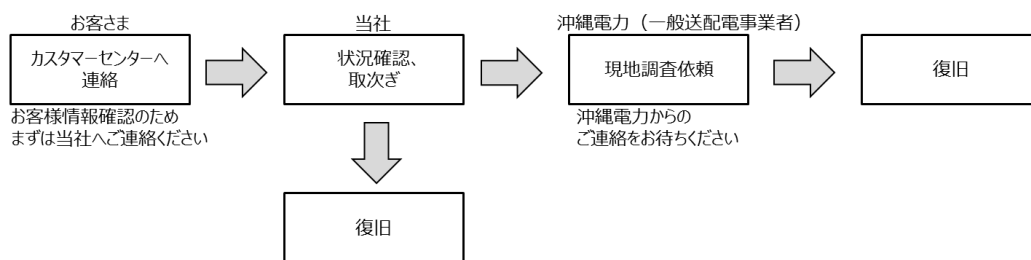 お客さま
カスタマーセンターへ
連絡
お客様情報確認のため
まずは当社へご連絡ください
当社
状況確認、
取次ぎ
沖縄電力（一般送配電事業者）
現地調査依頼
沖縄電力からの
ご連絡をお待ちください
復旧
復旧